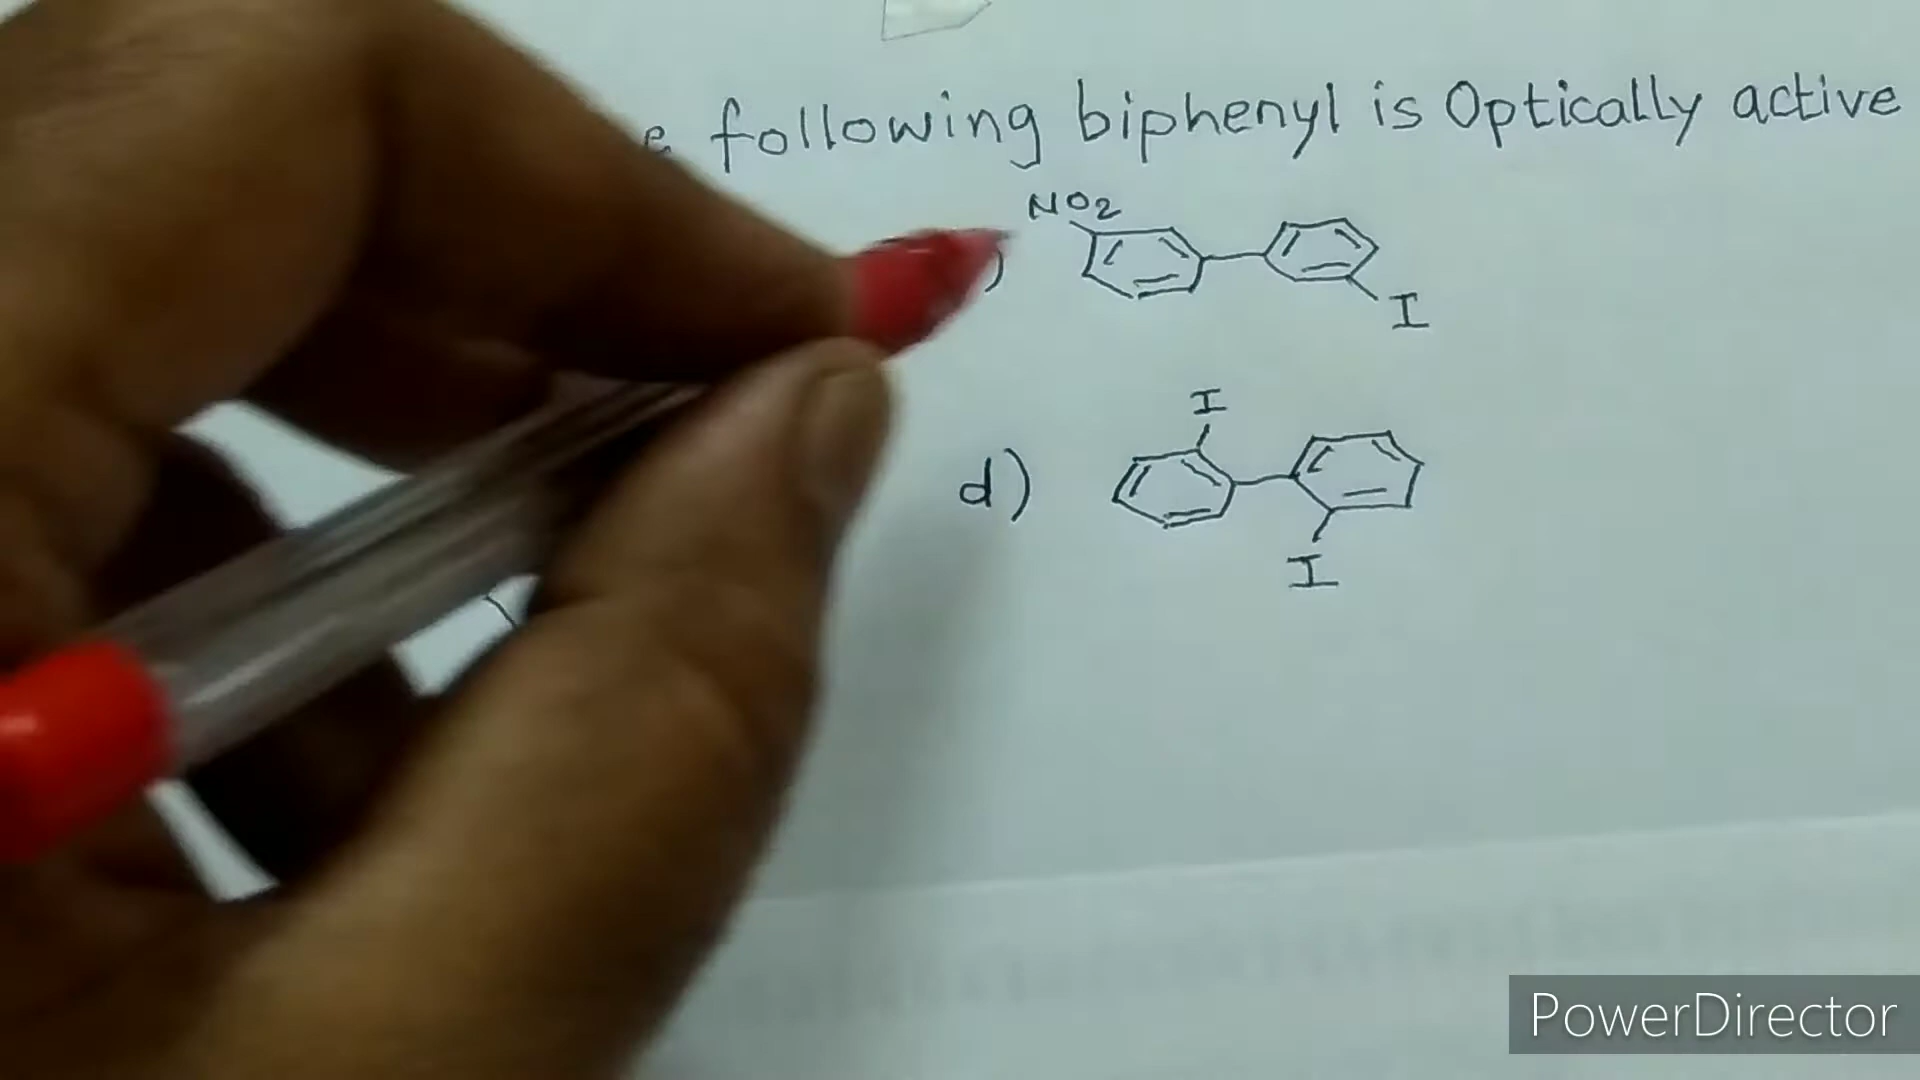 following biphenyl is Optically active
NO2
)
I
I
d)
I
PowerDirector